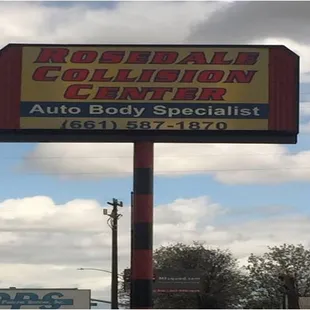 Rosedale
Collision
Center
Auto Body Specialist
(661) 587-1870